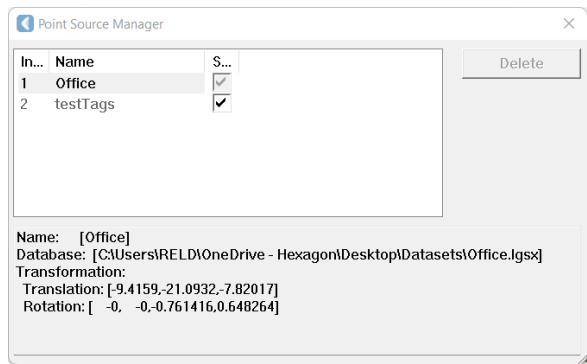 Point Source Manager
In... Name S...
1 Office
2 testTags
Delete
Name: [Office]
Database: [C:\Users\RELD\OneDrive - Hexagon\Desktop\Datasets\Office.lgsx]
Transformation:
Translation: [-9.4159,-21.0932,-7.82017]
Rotation: [ -0, -0,-0.761416,0.648264]